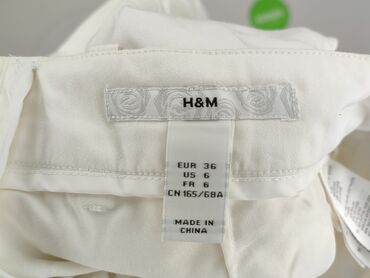 H&M
EUR 36
US 6
FR 6
CN 165/68A
MADE IN
CHINA